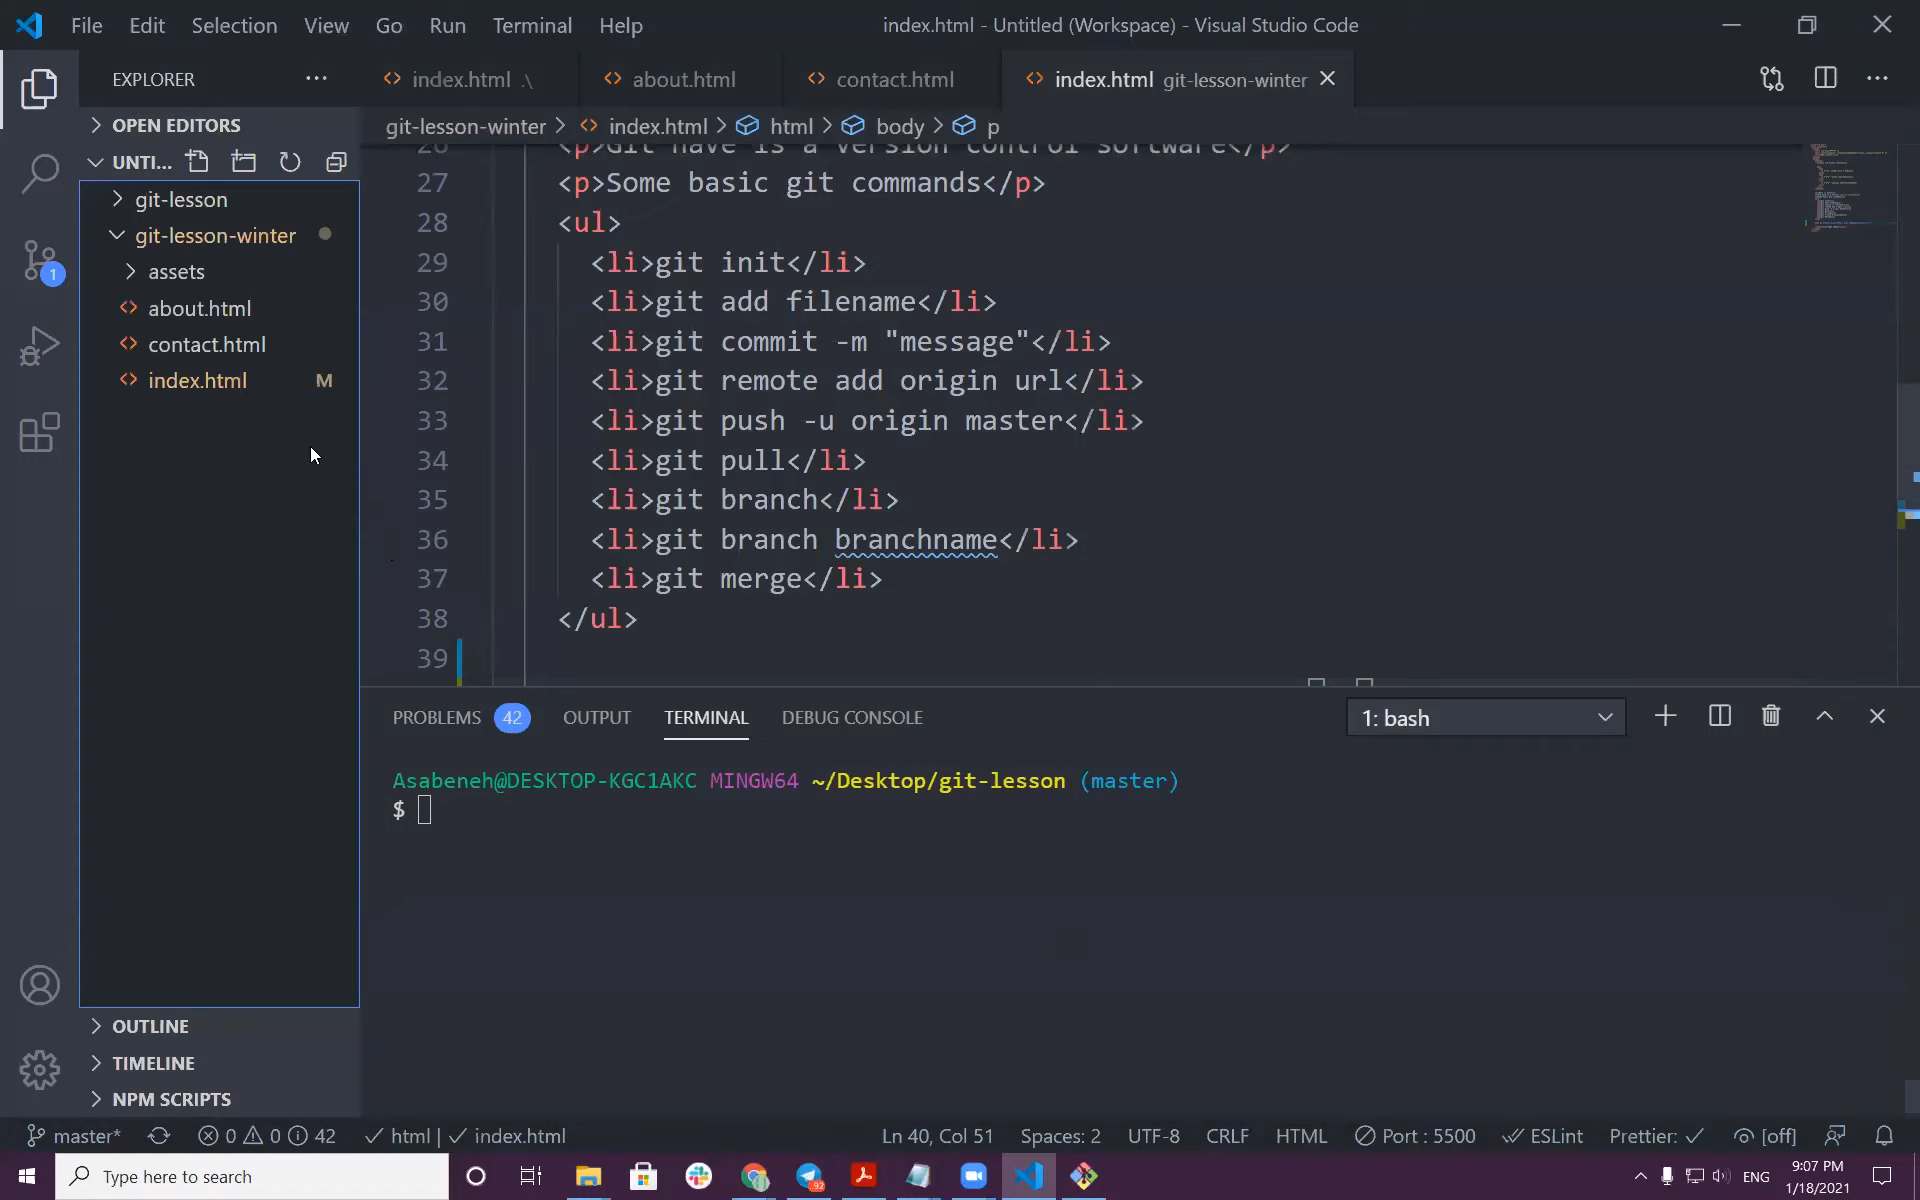 File Edit Selection View Go Run Terminal Help
index.html - Untitled (Workspace) - Visual Studio Code
EXPLORER ···
index.html .\
about.html
contact.html
index.html git-lesson-winter
OPEN EDITORS
UNTI...
git-lesson
git-lesson-winter
assets
about.html
contact.html
index.html M
OUTLINE
TIMELINE
NPM SCRIPTS
1
git-lesson-winter > index.html > html > body > p
26 <p>Git have is a version control software</p>
27 <p>Some basic git commands</p>
28 <ul>
29 <li>git init</li>
30 <li>git add filename</li>
31 <li>git commit -m "message"</li>
32 <li>git remote add origin url</li>
33 <li>git push -u origin master</li>
34 <li>git pull</li>
35 <li>git branch</li>
36 <li>git branch branchname</li>
37 <li>git merge</li>
38 </ul>
39
PROBLEMS 42 OUTPUT TERMINAL DEBUG CONSOLE 1: bash
Asabeneh@DESKTOP-KGC1AKC MINGW64 ~/Desktop/git-lesson (master)
$
master* 0 0 42 html | index.html Ln 40, Col 51 Spaces: 2 UTF-8 CRLF HTML Port : 5500 ESLint Prettier: [off]
Type here to search
92
ENG
9:07 PM
1/18/2021